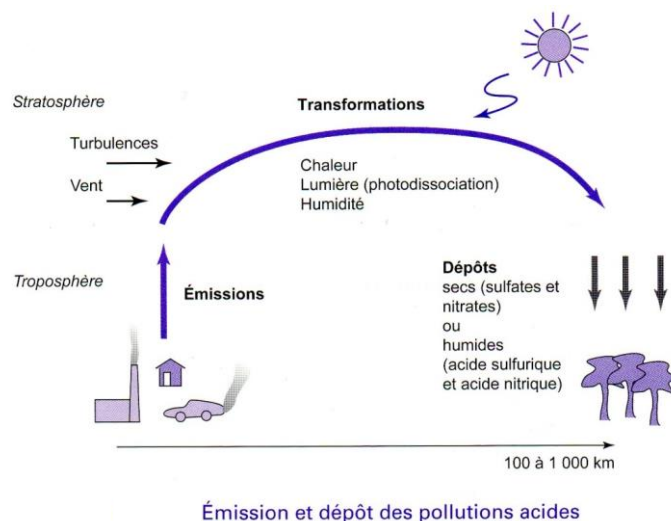 Stratosphère
Transformations
Turbulences
Vent
Chaleur
Lumière (photodissociation)
Humidité
Troposphère
Émissions
Dépôts
secs (sulfates et
nitrates)
ou
humides
(acide sulfurique
et acide nitrique)
100 à 1 000 km
Émission et dépôt des pollutions acides